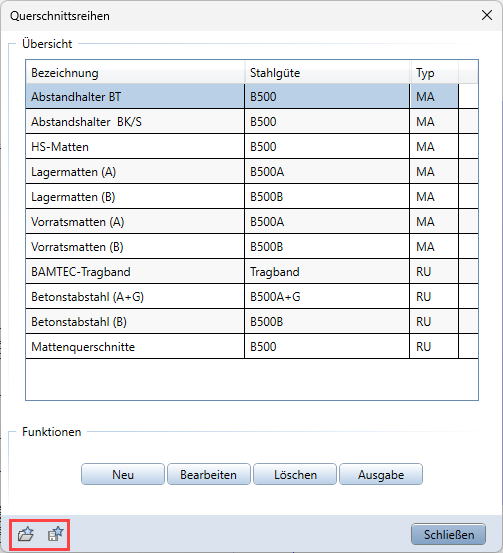 Querschnittsreihen
Übersicht
Bezeichnung Stahlgüte Typ
Abstandhalter BT B500 MA
Abstandshalter BK/S B500 MA
HS-Matten B500 MA
Lagermatten (A) B500A MA
Lagermatten (B) B500B MA
Vorratsmatten (A) B500A MA
Vorratsmatten (B) B500B MA
BAMTEC-Tragband Tragband RU
Betonstabstahl (A+G) B500A+G RU
Betonstabstahl (B) B500B RU
Mattenquerschnitte B500 RU
Funktionen
Neu Bearbeiten Löschen Ausgabe
Schließen